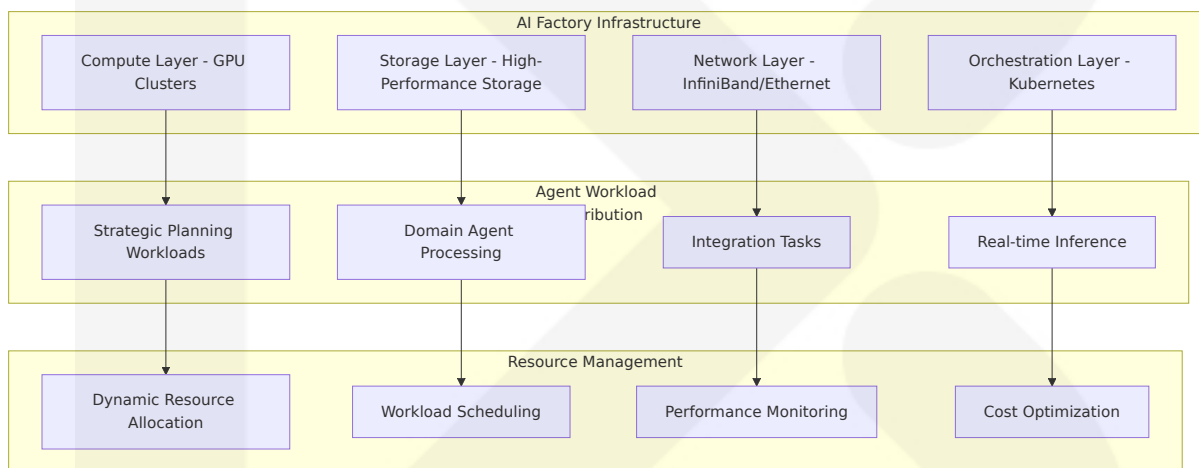 AI Factory Infrastructure
Compute Layer - GPU
Clusters
Storage Layer - High-
Performance Storage
Network Layer -
InfiniBand/Ethernet
Orchestration Layer -
Kubernetes
Agent Workload
ribution
Strategic Planning
Workloads
Domain Agent
Processing
Integration Tasks
Real-time Inference
Resource Management
Dynamic Resource
Allocation
Workload Scheduling
Performance Monitoring
Cost Optimization